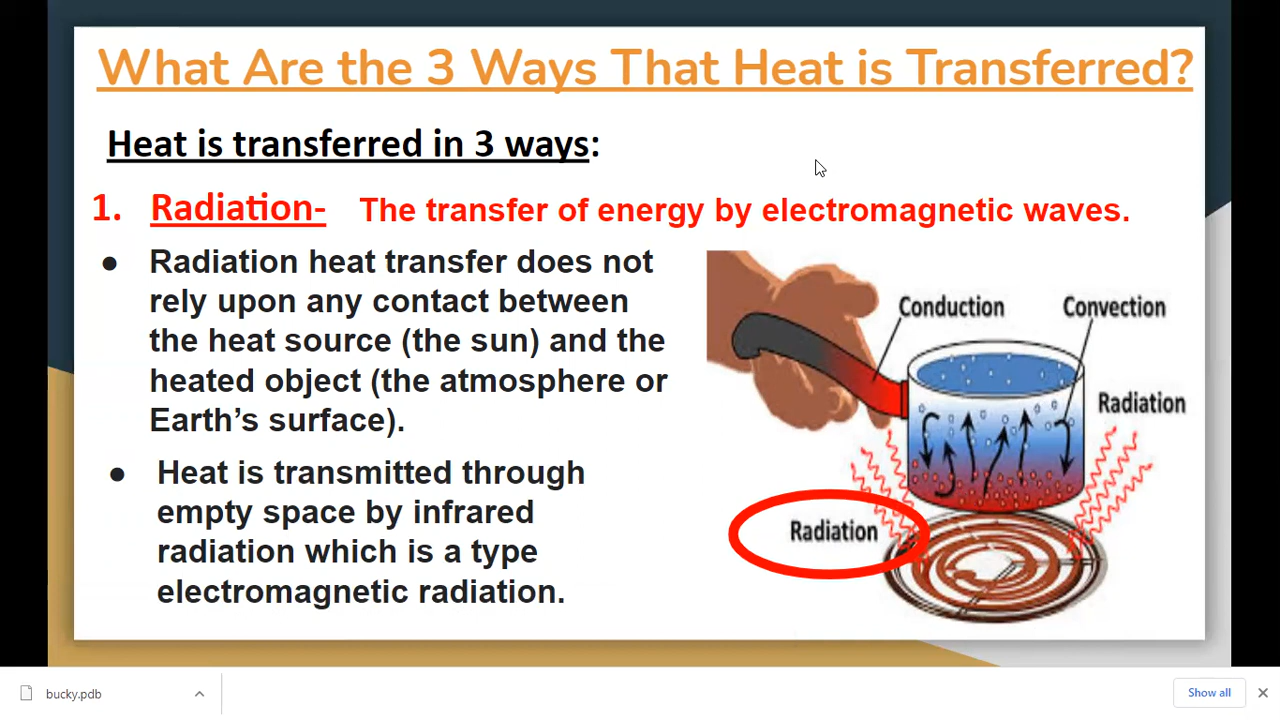 What Are the 3 Ways That Heat is Transferred?
Heat is transferred in 3 ways:
1. Radiation- The transfer of energy by electromagnetic waves.
● Radiation heat transfer does not
rely upon any contact between
the heat source (the sun) and the
heated object (the atmosphere or
Earth's surface).
● Heat is transmitted through
empty space by infrared
radiation which is a type
electromagnetic radiation.
Conduction
Convection
Radiation
Radiation
bucky.pdb
Show all